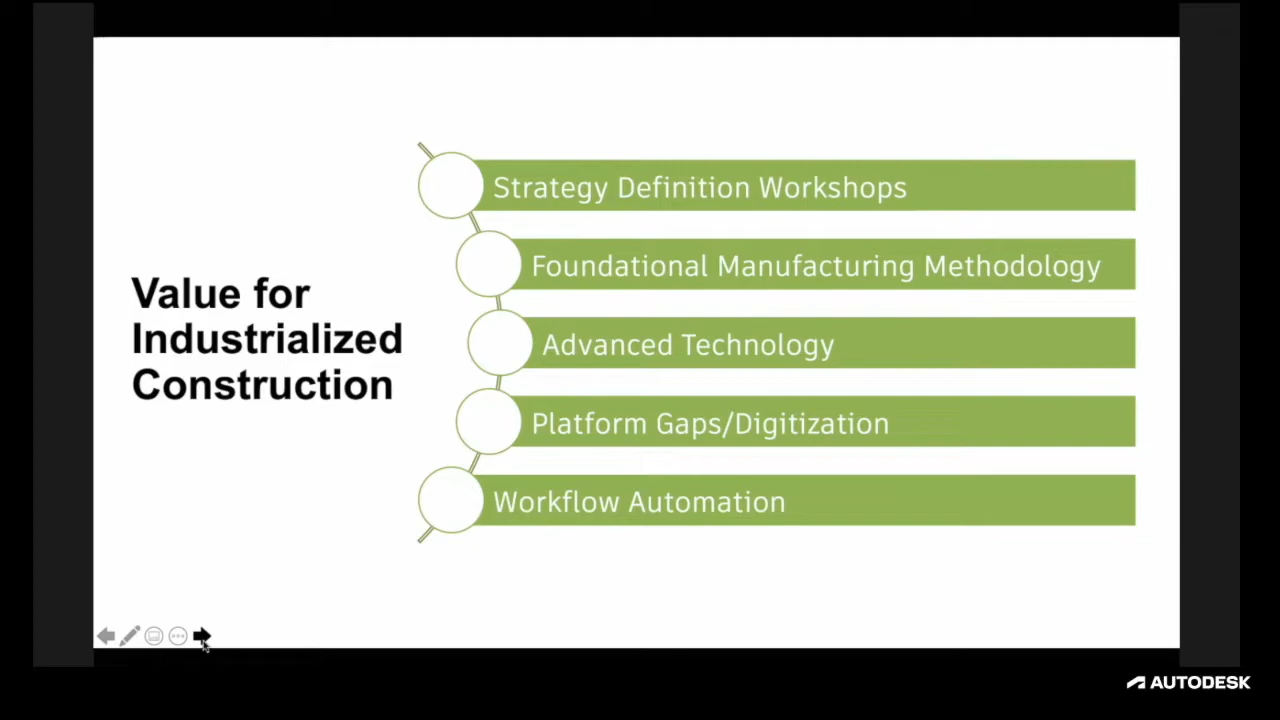 Value for
Industrialized
Construction
Strategy Definition Workshops
Foundational Manufacturing Methodology
Advanced Technology
Platform Gaps/Digitization
Workflow Automation
AUTODESK